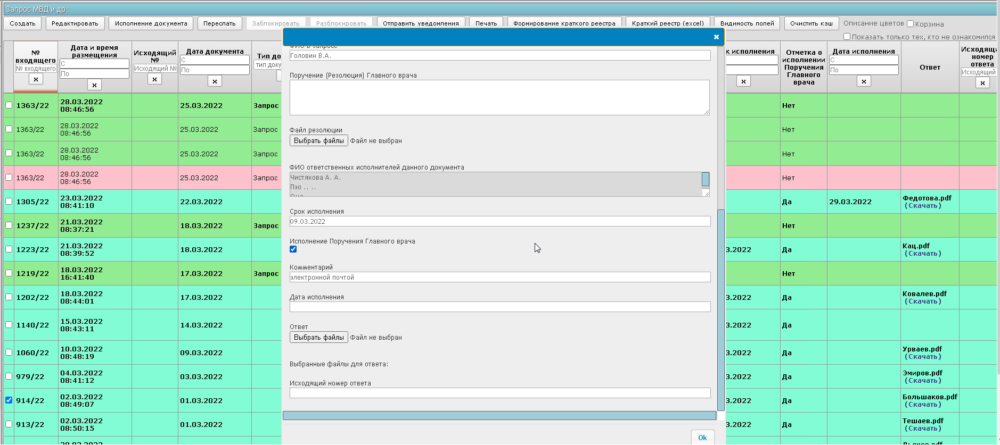 Запрос МВД и др.:
Создать Редактировать Исполнение документа Переслать Заблокировать Разблокировать Отправить уведомления Печать Формирование краткого реестра Краткий реестр (excel) Видимость полей Очистить кэш Описание цветов Корзина
Показать только тех, кто не ознакомился
№ входящего
№ входящего
x
Дата и время размещения
С
По
x
Исходящий №
Исходящий №
x
Дата документа
С
По
x
Тип до
тип доку
к исполнения
x
Отметка о исполнении Поручения Главного врача
Дата исполнения
С
По
x
Ответ
Исходящи номер ответа
Исходящий
x
1363/22 28.03.2022 08:46:56 25.03.2022 Запрос Нет
1363/22 28.03.2022 08:46:56 25.03.2022 Запрос Нет
1363/22 28.03.2022 08:46:56 25.03.2022 Запрос Нет
1363/22 28.03.2022 08:46:56 25.03.2022 Запрос Нет
1305/22 23.03.2022 08:41:10 22.03.2022 Да 29.03.2022 Федотова.pdf (Скачать)
1237/22 21.03.2022 08:37:21 18.03.2022 Запрос Нет
1223/22 21.03.2022 08:39:52 18.03.2022 3.2022 Да Кац.pdf (Скачать)
1219/22 18.03.2022 16:41:40 17.03.2022 Запрос Нет
1202/22 18.03.2022 08:44:01 17.03.2022 3.2022 Да Ковалев.pdf (Скачать)
1140/22 15.03.2022 08:43:11 14.03.2022 3.2022 Да
1060/22 10.03.2022 08:48:19 09.03.2022 3.2022 Да Урваев.pdf (Скачать)
979/22 04.03.2022 08:41:12 03.03.2022 3.2022 Да Эмиров.pdf (Скачать)
914/22 02.03.2022 08:49:07 01.03.2022 3.2022 Да Большаков.pdf (Скачать)
913/22 02.03.2022 08:50:15 01.03.2022 3.2022 Да Тешаев.pdf (Скачать)
ФИО в запросе
Головин В.А.
Поручение (Резолюция) Главного врача
Файл резолюции
Выбрать файлы Файл не выбран
ФИО ответственных исполнителей данного документа
Чистякова А. А.
Пэо .. ..
Срок исполнения
09.03.2022
Исполнение Поручения Главного врача
Комментарий
электронной почтой
Дата исполнения
Ответ
Выбрать файлы Файл не выбран
Выбранные файлы для ответа:
Исходящий номер ответа
Ok